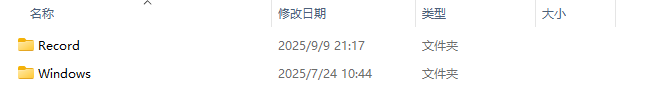 名称 修改日期 类型 大小
Record 2025/9/9 21:17 文件夹
Windows 2025/7/24 10:44 文件夹